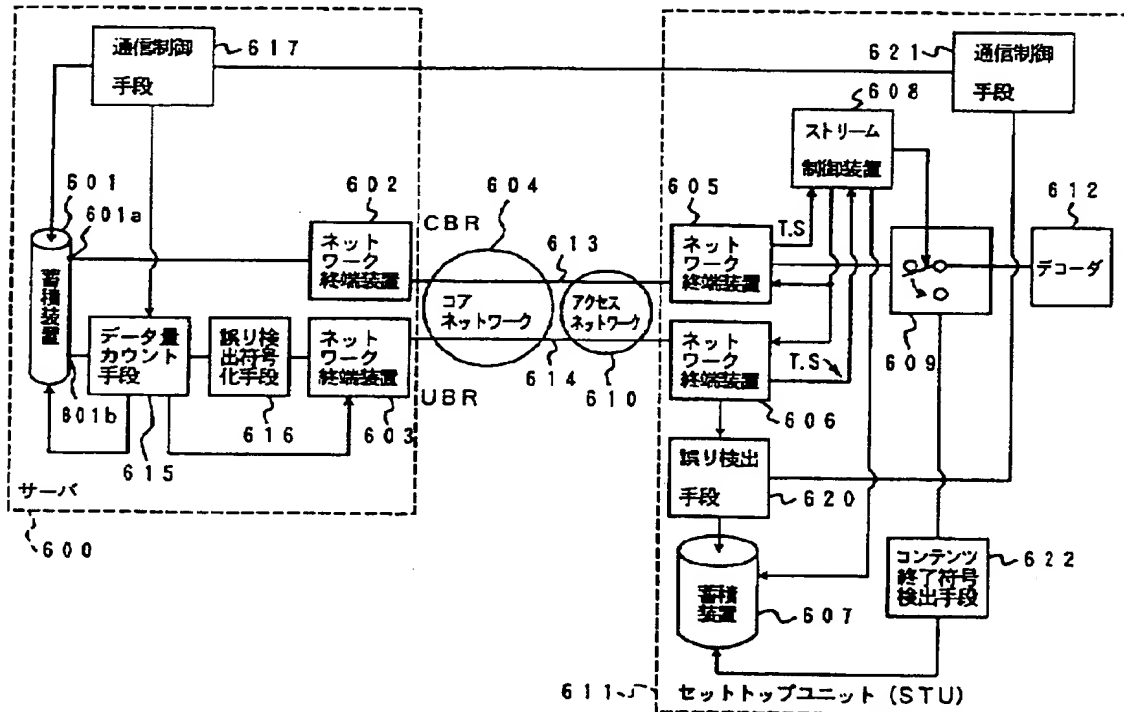 通信制御
手段
617
601
601a
蓄積装置
601b
データ量
カウント
手段
615
誤り検
出符号
化手段
616
602
ネット
ワーク
終端装置
CBR
ネット
ワーク
終端装置
603
UBR
サーバ
600
604
コア
ネットワーク
613
アクセス
ネットワーク
614
610
621
通信制御
手段
608
ストリーム
制御装置
605
ネット
ワーク
終端装置
T.S
ネット
ワーク
終端装置
T.S
606
609
612
デコーダ
誤り検出
手段
620
蓄積
装置
607
コンテンツ
終了符号
検出手段
622
611
セットトップユニット (STU)